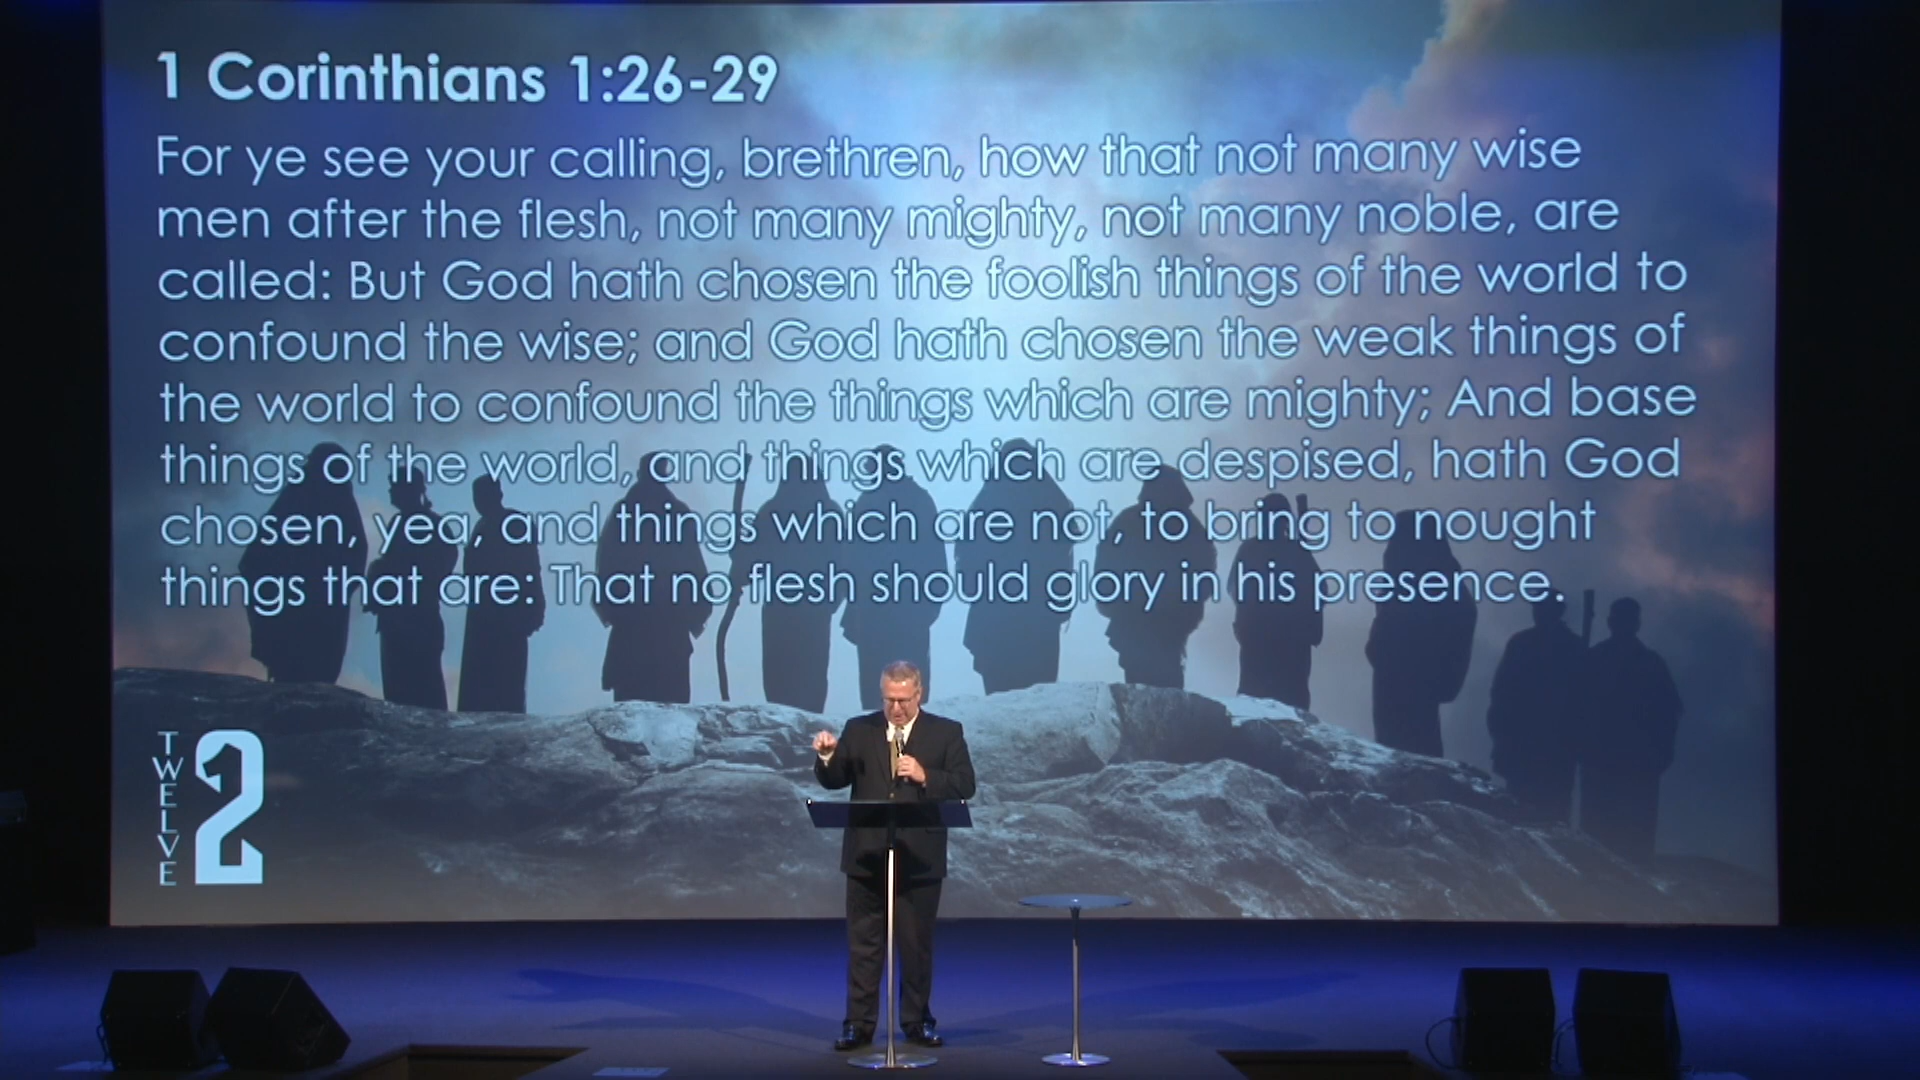 1 Corinthians 1:26-29
For ye see your calling, brethren, how that not many wise
men after the flesh, not many mighty, not many noble, are
called: But God hath chosen the foolish things of the world to
confound the wise; and God hath chosen the weak things of
the world to confound the things which are mighty; And base
things of the world, and things which are despised, hath God
chosen, yea, and things which are not, to bring to nought
things that are: That no flesh should glory in his presence.
TWELVE
12